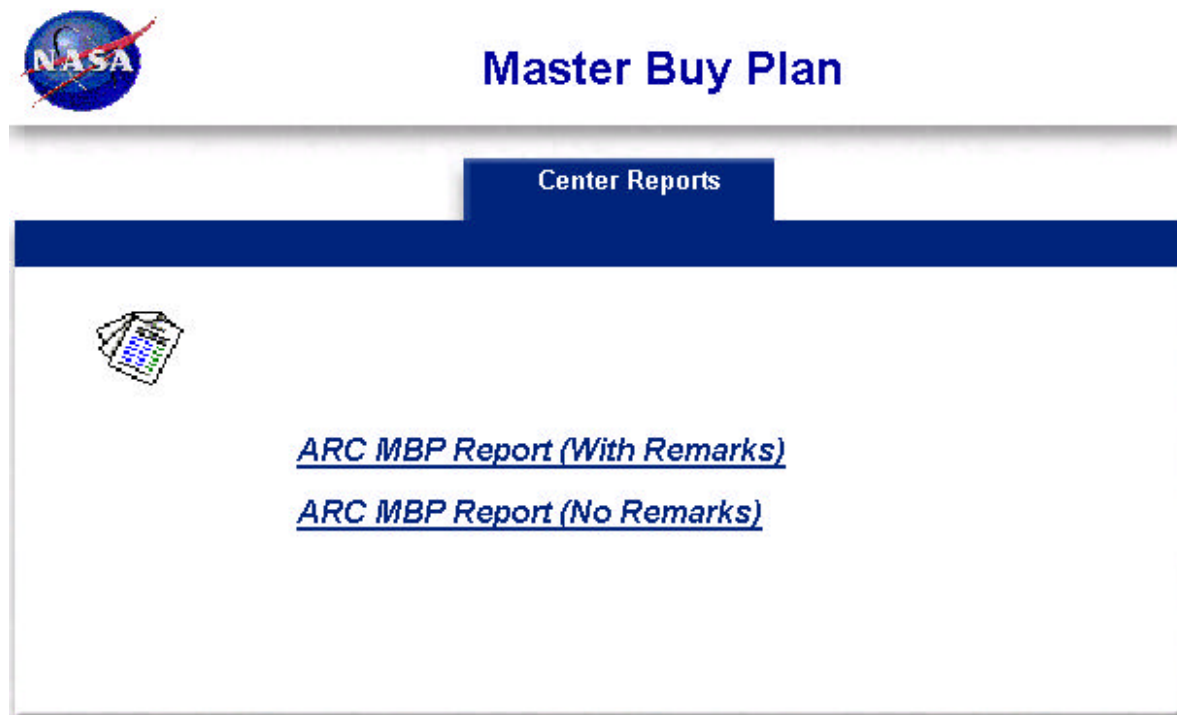 NASA
Master Buy Plan
Center Reports
ARC MBP Report (With Remarks)
ARC MBP Report (No Remarks)